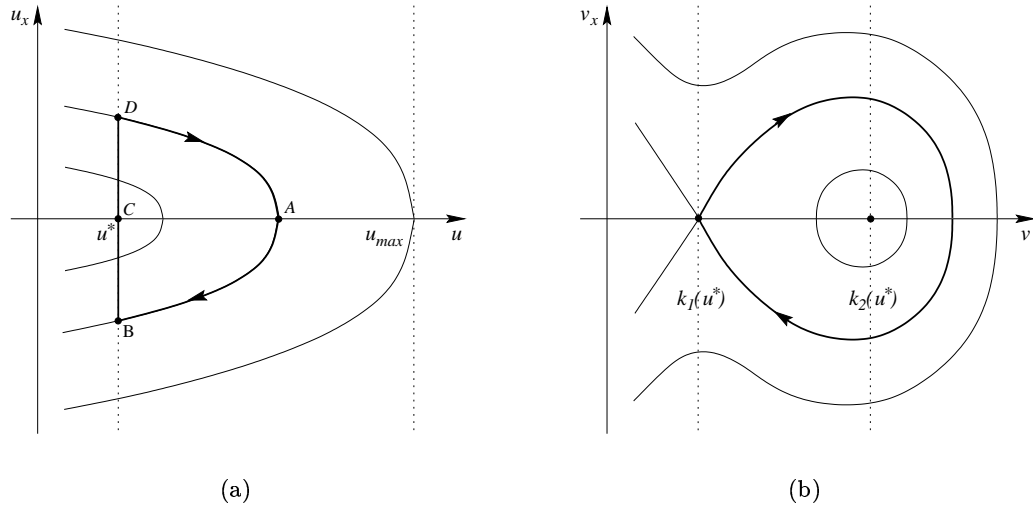 u_x
D
C
A
u*
u_max
u
B
(a)
v_x
v
k_1(u*)
k_2(u*)
(b)